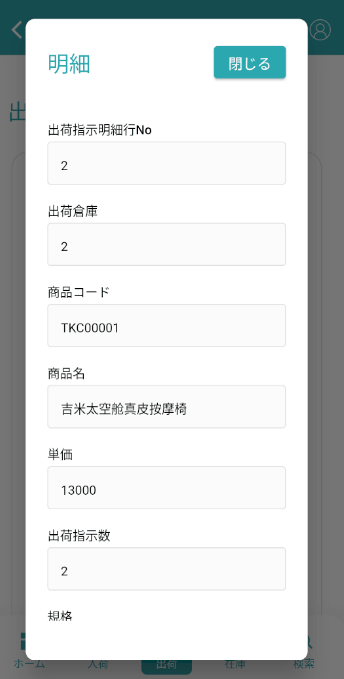 明細
閉じる
出
出荷指示明細行No
2
出荷倉庫
2
商品コード
TKC00001
商品名
吉米太空舱真皮按摩椅
単価
13000
出荷指示数
2
規格
ホーム
入荷
出荷
在庫
検索